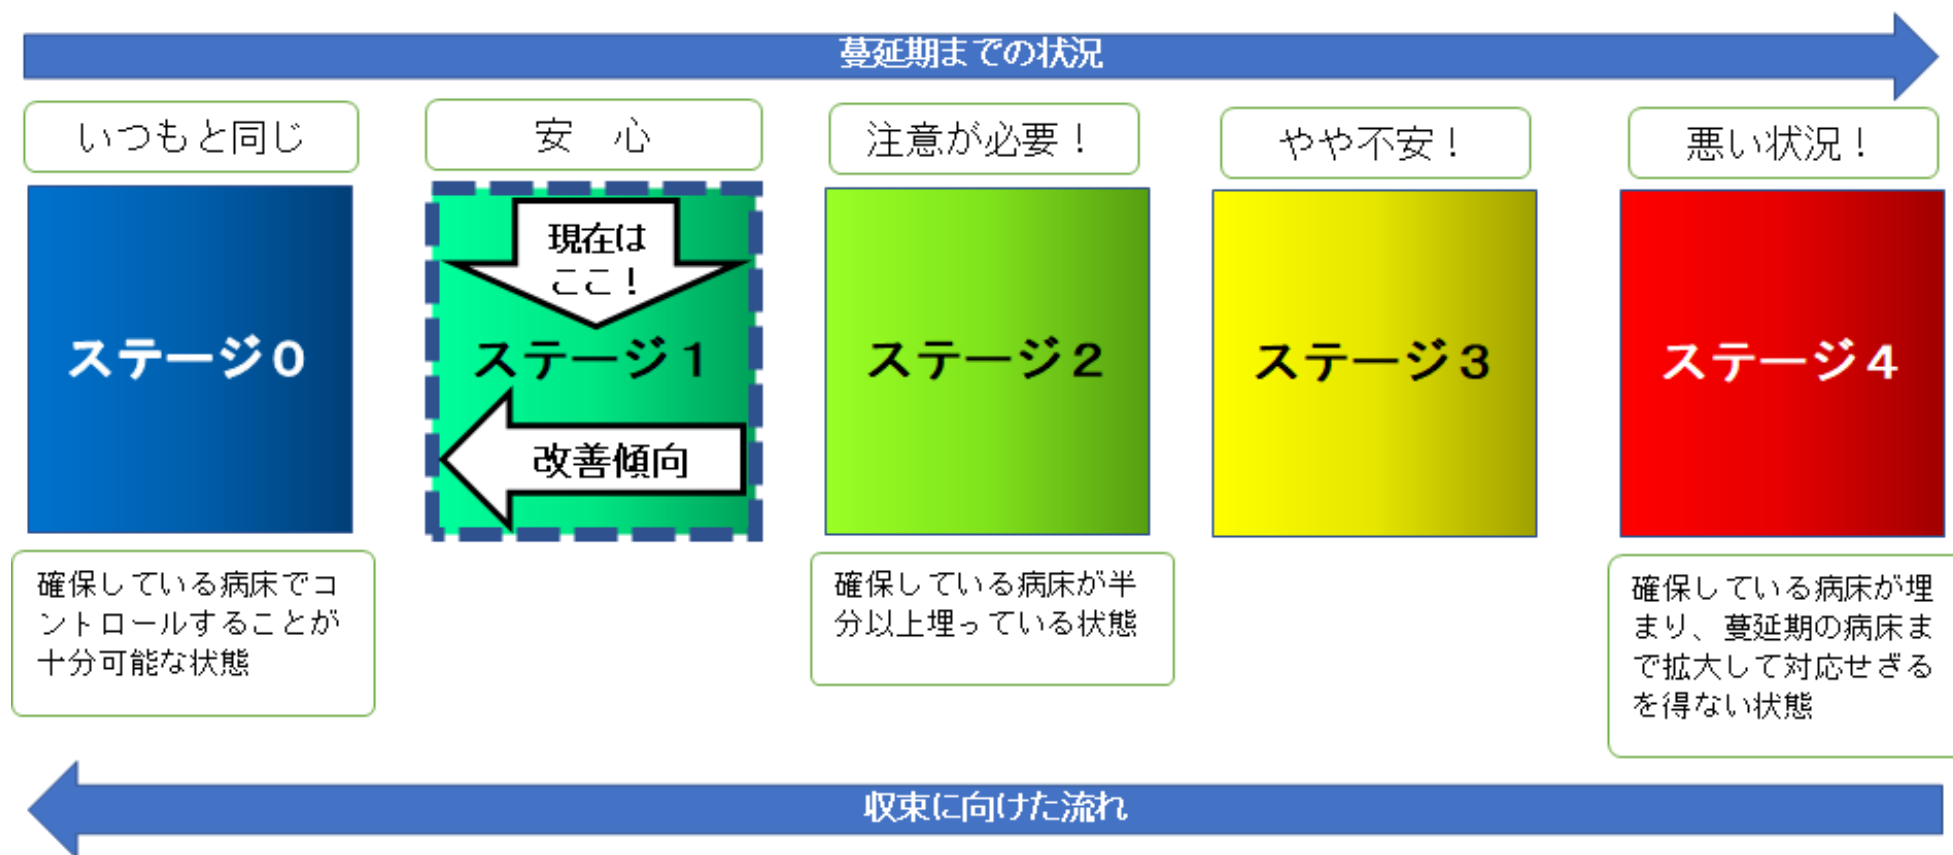 蔓延期までの状況
いつもと同じ
安　心
注意が必要！
やや不安！
悪い状況！
現在は
ここ！
ステージ０
ステージ１
ステージ２
ステージ３
ステージ４
改善傾向
確保している病床でコ
ントロールすることが
十分可能な状態
確保している病床が半
分以上埋っている状態
確保している病床が埋
まり、蔓延期の病床ま
で拡大して対応せざる
を得ない状態
収束に向けた流れ